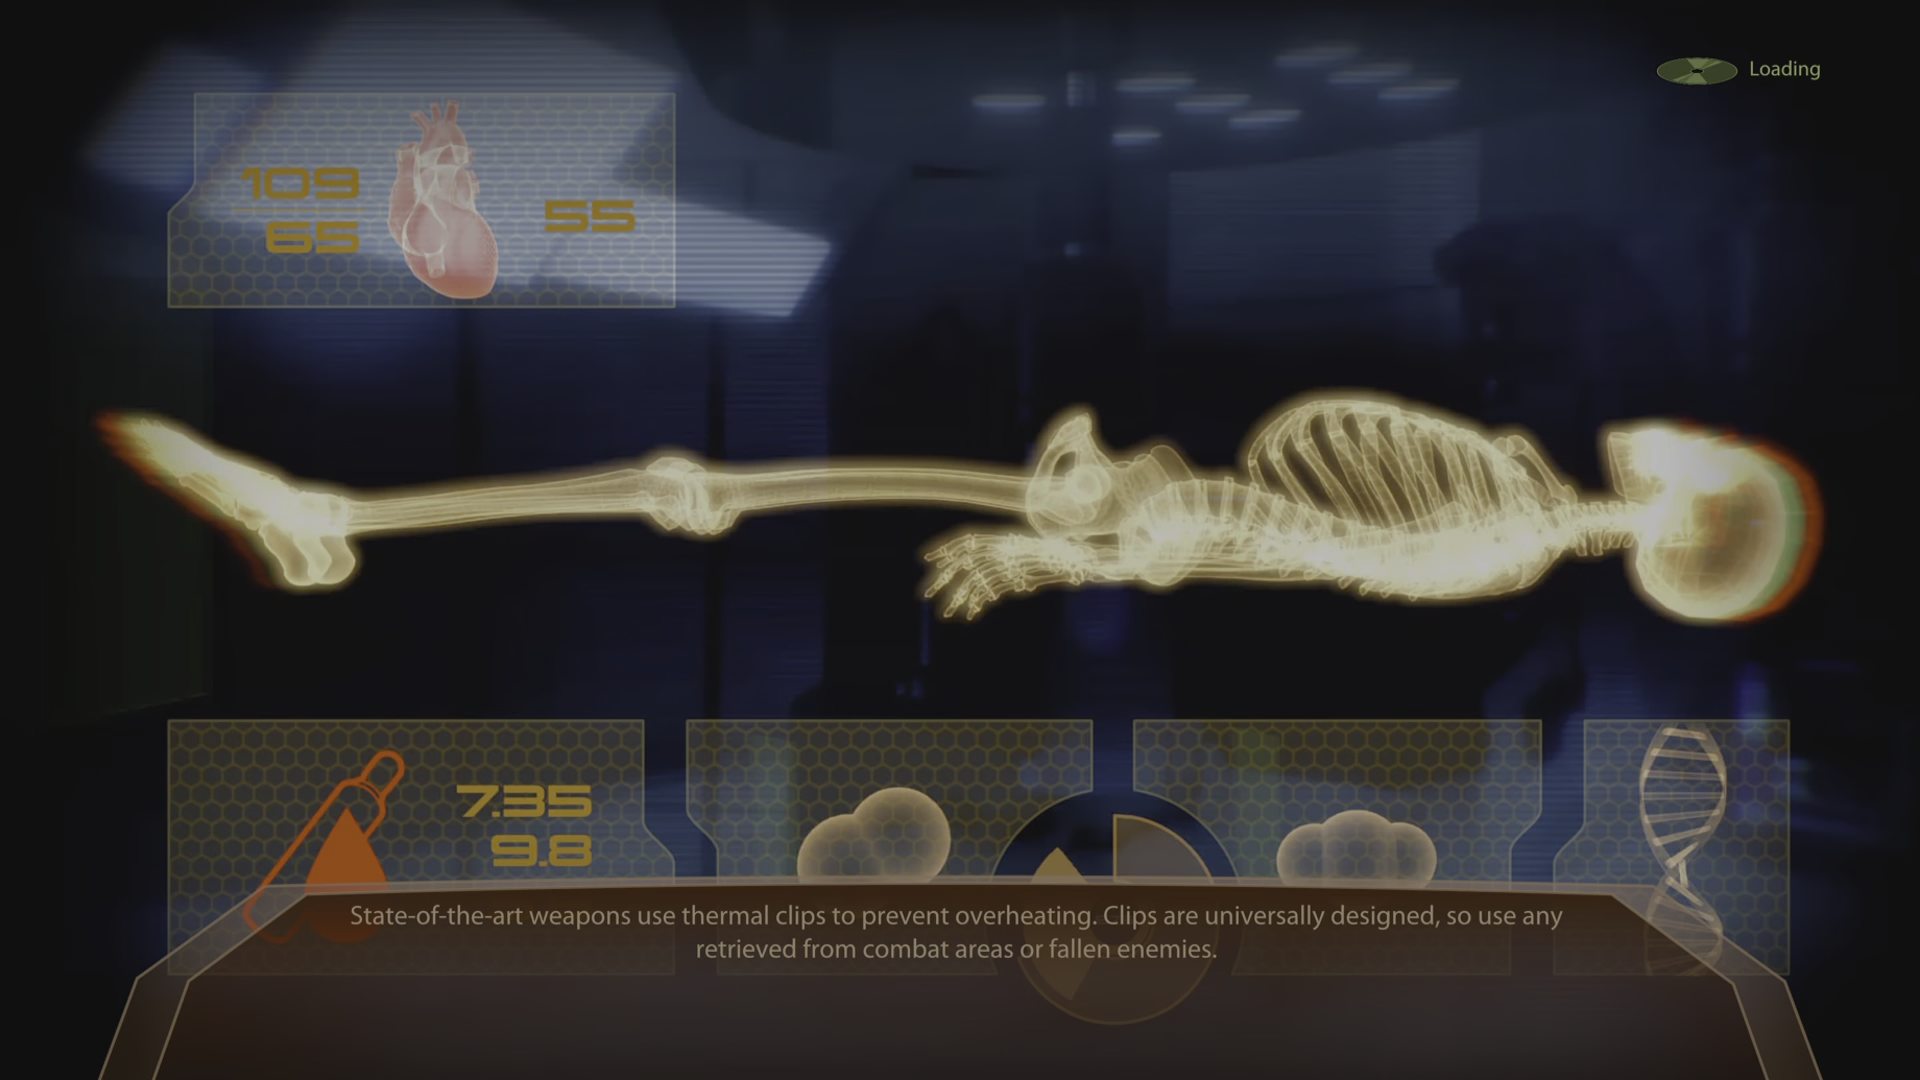 Loading
109
65
55
7.35
9.8
State-of-the-art weapons use thermal clips to prevent overheating. Clips are universally designed, so use any
retrieved from combat areas or fallen enemies.